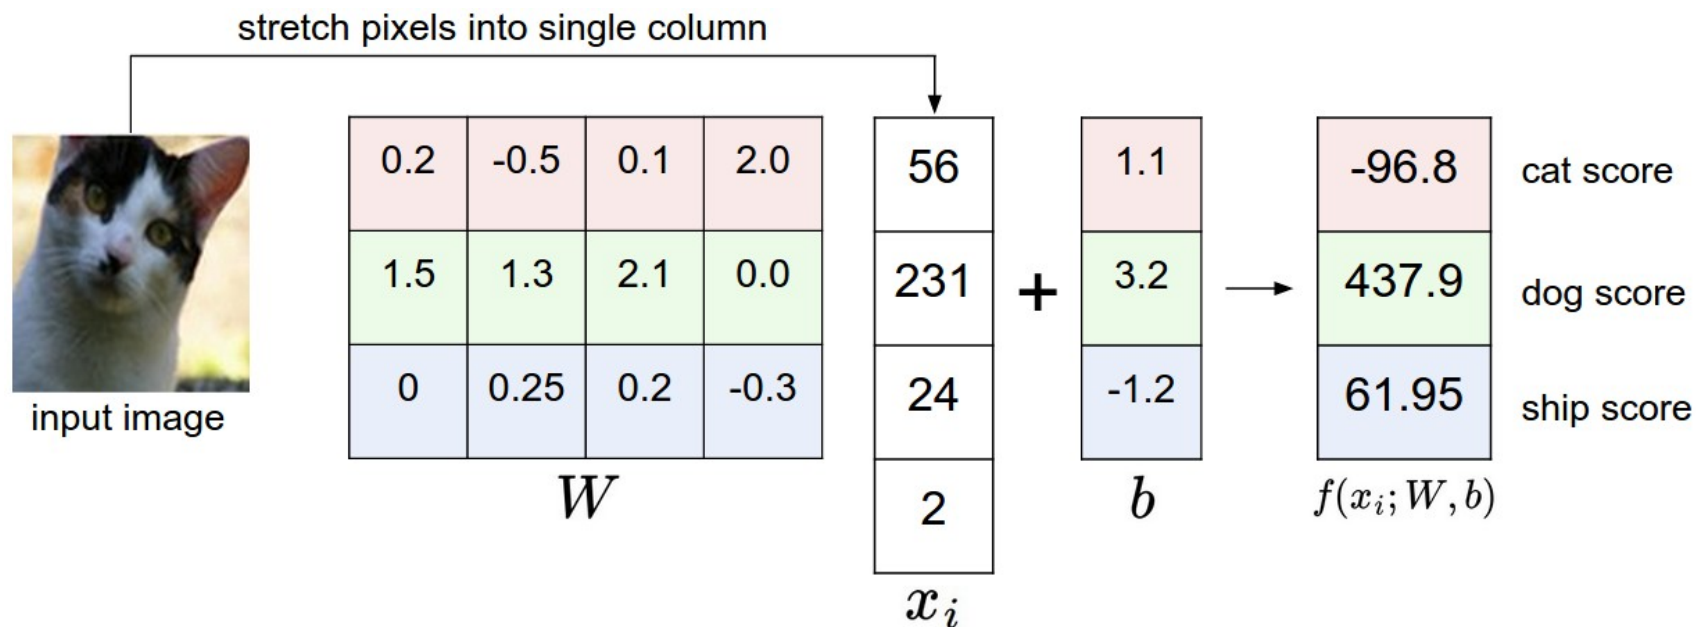 stretch pixels into single column
input image
0.2 -0.5 0.1 2.0
1.5 1.3 2.1 0.0
0 0.25 0.2 -0.3
W
56
231
24
2
x_i
+
1.1
3.2
-1.2
b
-96.8 cat score
437.9 dog score
61.95 ship score
f(x_i; W, b)